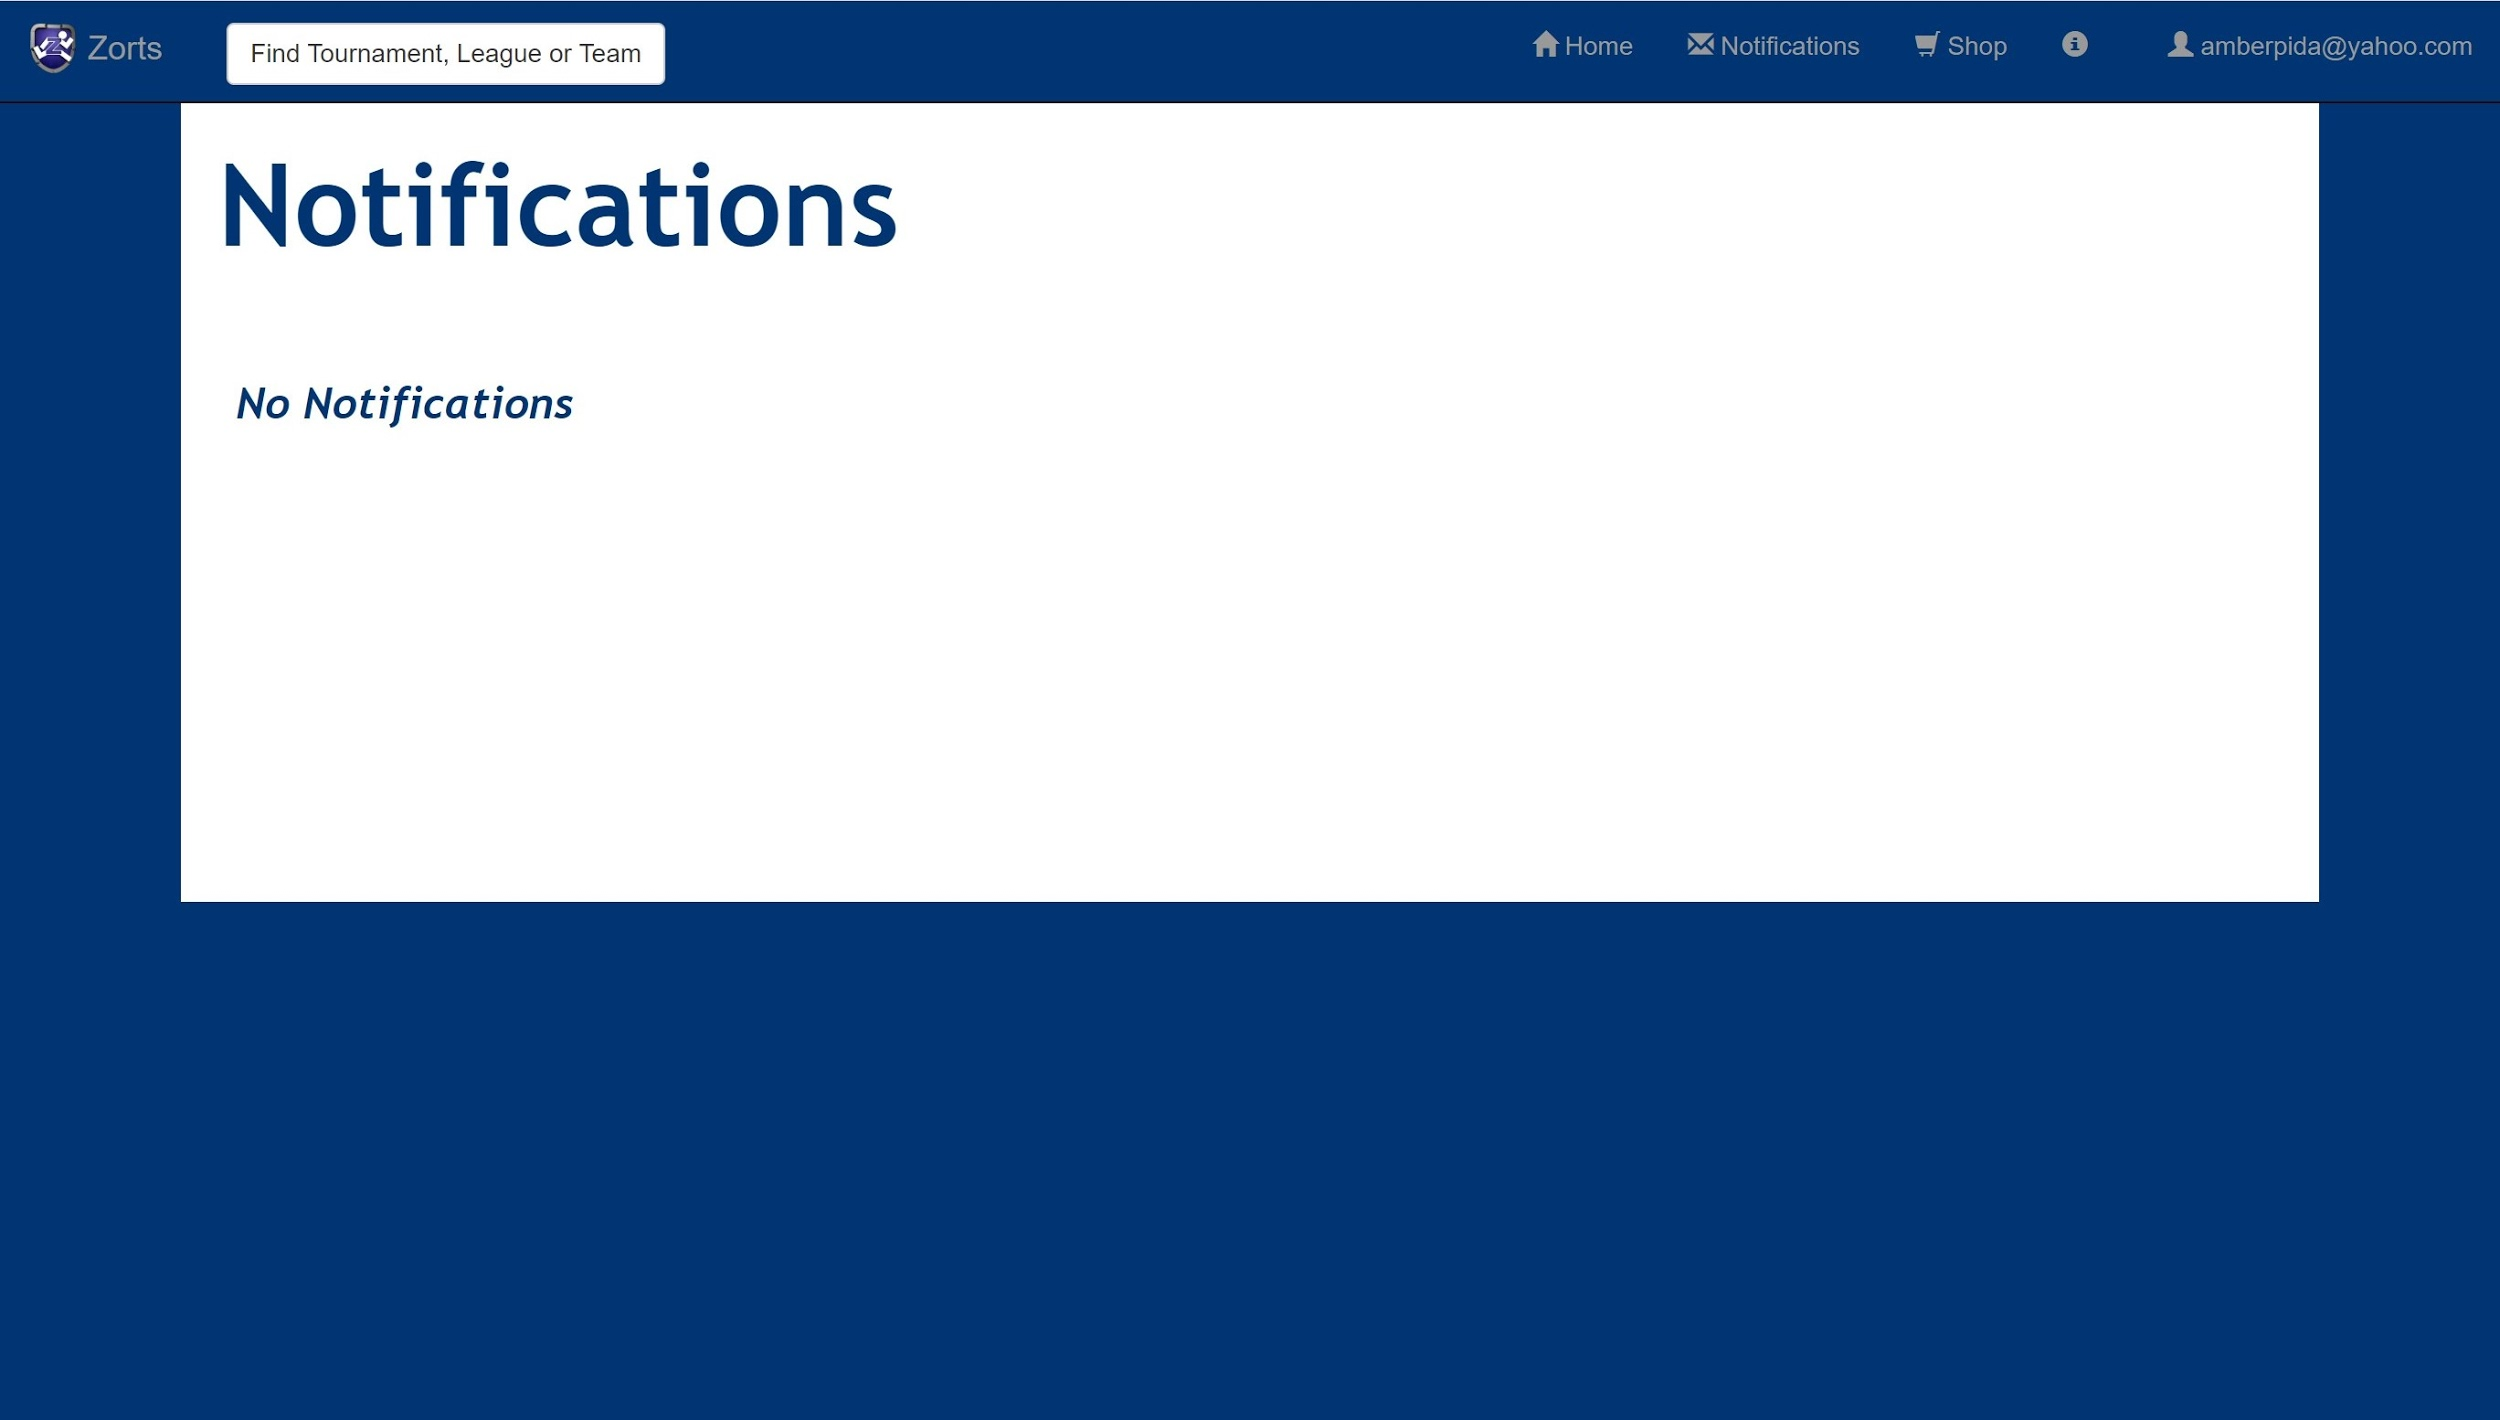 Zorts
Find Tournament, League or Team
Home
Notifications
Shop
amberpida@yahoo.com
Notifications
No Notifications